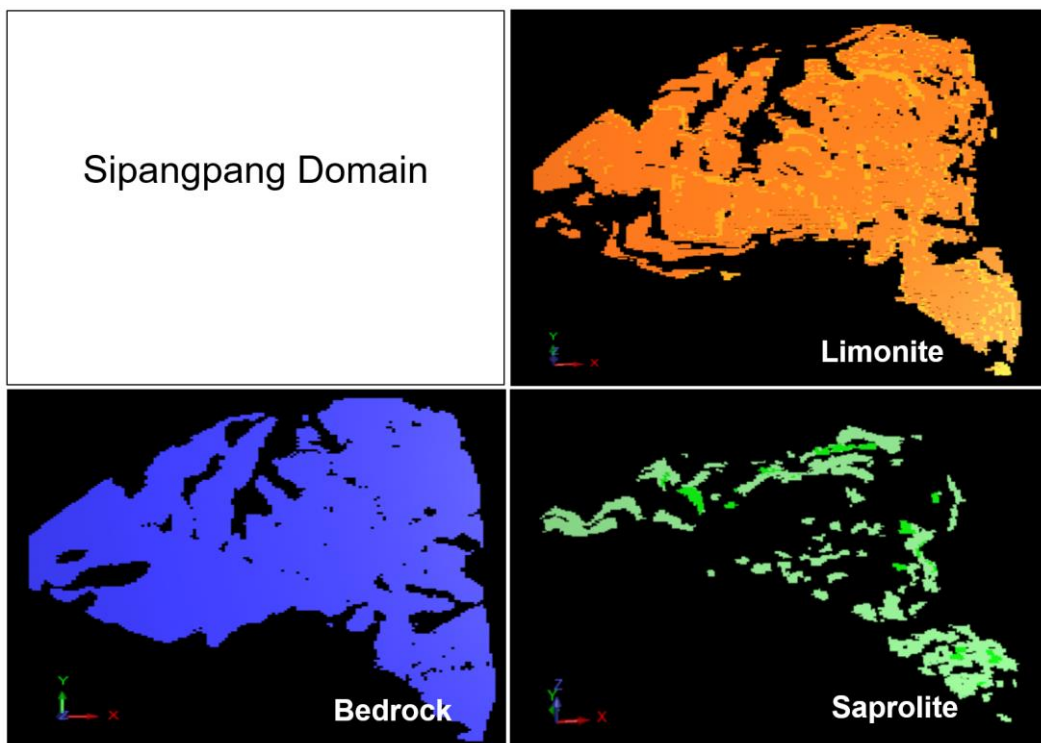 Sipangpang Domain
Limonite
Y
Z
X
Bedrock
Y
Z
X
Saprolite
Z
Y
X